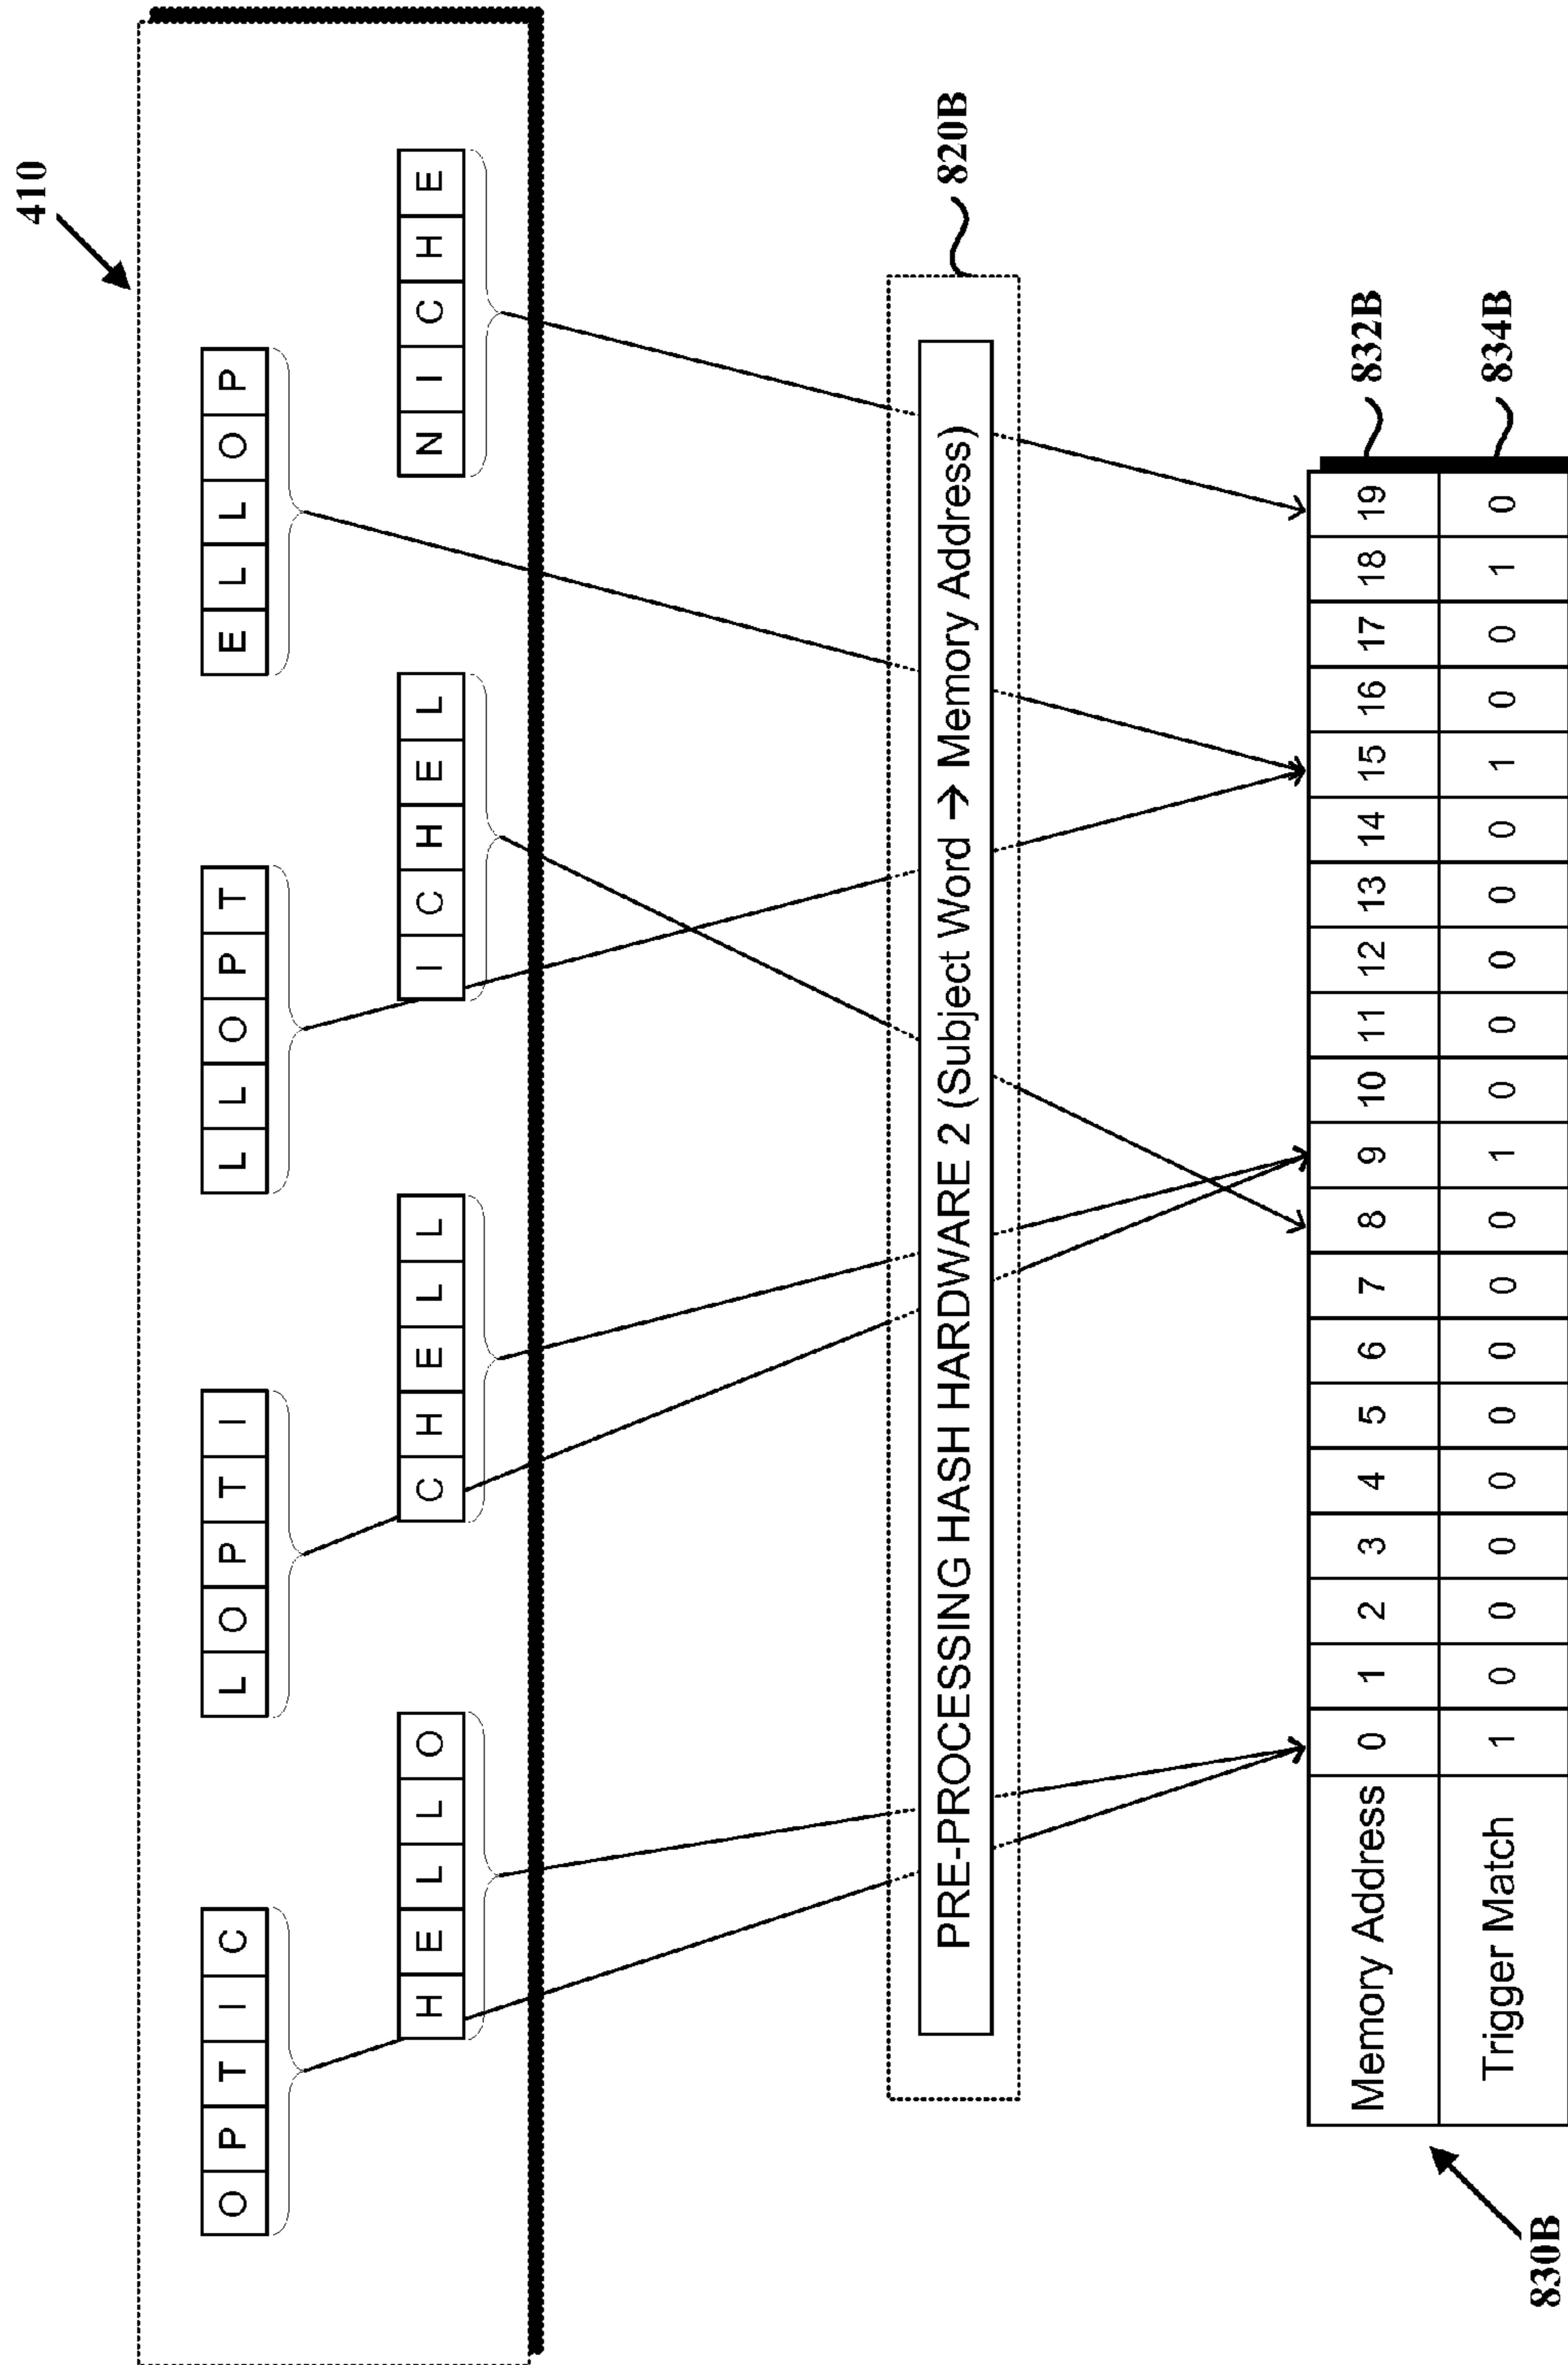 410
O P T I C
L O P T I
L L O P T
E L L O P
H E L L O
C H E L L
I C H E L
N I C H E
820B
PRE-PROCESSING HASH HARDWARE 2 (Subject Word → Memory Address)
Memory Address 0 1 2 3 4 5 6 7 8 9 10 11 12 13 14 15 16 17 18 19
832B
Trigger Match 1 0 0 0 0 0 0 0 0 1 0 0 0 0 0 1 0 0 1 0
834B
830B